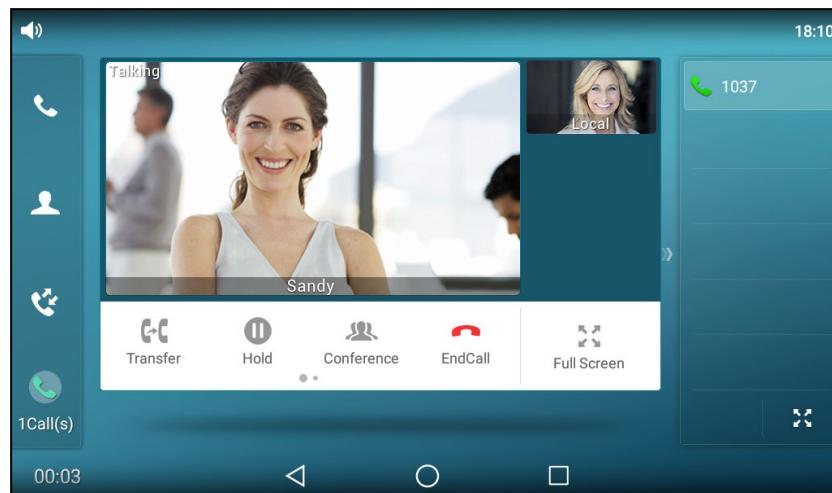 18:10
Talking
Local
1037
Sandy
Transfer
Hold
Conference
EndCall
Full Screen
1Call(s)
00:03